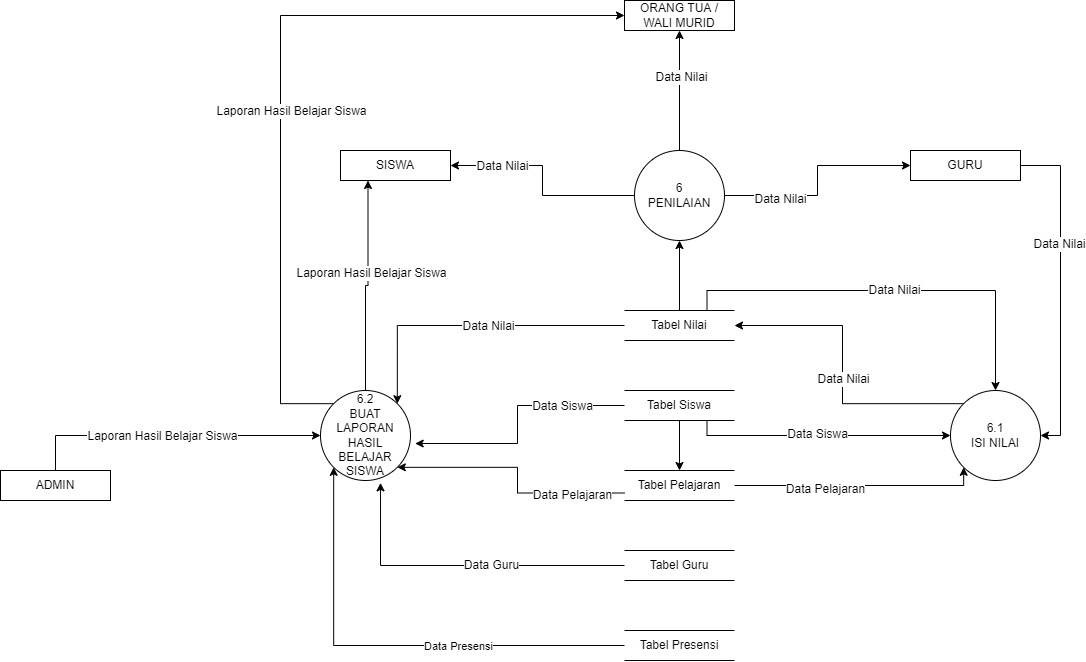 ORANG TUA /
WALI MURID
Data Nilai
Laporan Hasil Belajar Siswa
SISWA
Data Nilai
6
PENILAIAN
Data Nilai
GURU
Data Nilai
Laporan Hasil Belajar Siswa
Data Nilai
Data Nilai
Tabel Nilai
Data Nilai
6.2
BUAT
LAPORAN
HASIL
BELAJAR
SISWA
Data Siswa
Tabel Siswa
Data Siswa
6.1
ISI NILAI
Laporan Hasil Belajar Siswa
ADMIN
Data Pelajaran
Tabel Pelajaran
Data Pelajaran
Data Guru
Tabel Guru
Data Presensi
Tabel Presensi